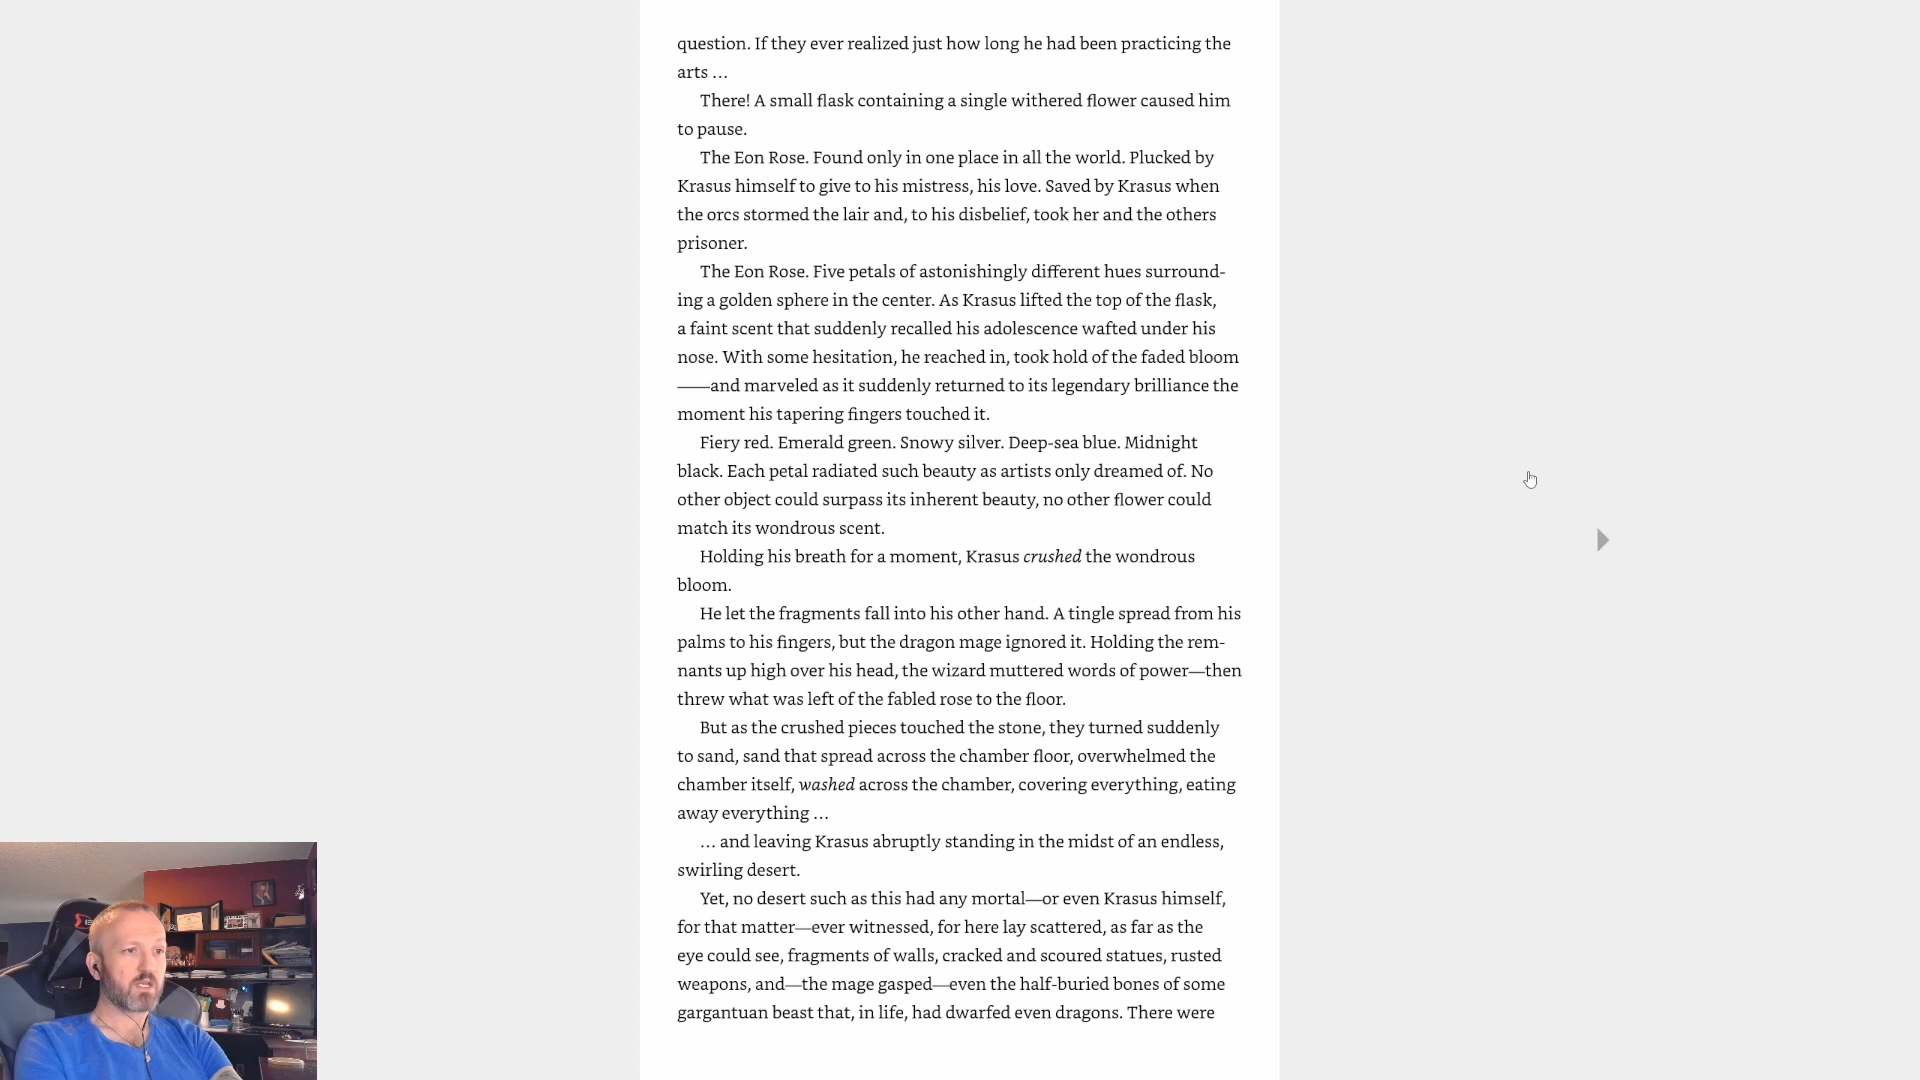 question. If they ever realized just how long he had been practicing the
arts …
There! A small flask containing a single withered flower caused him
to pause.
The Eon Rose. Found only in one place in all the world. Plucked by
Krasus himself to give to his mistress, his love. Saved by Krasus when
the orcs stormed the lair and, to his disbelief, took her and the others
prisoner.
The Eon Rose. Five petals of astonishingly different hues surround-
ing a golden sphere in the center. As Krasus lifted the top of the flask,
a faint scent that suddenly recalled his adolescence wafted under his
nose. With some hesitation, he reached in, took hold of the faded bloom
——and marveled as it suddenly returned to its legendary brilliance the
moment his tapering fingers touched it.
Fiery red. Emerald green. Snowy silver. Deep-sea blue. Midnight
black. Each petal radiated such beauty as artists only dreamed of. No
other object could surpass its inherent beauty, no other flower could
match its wondrous scent.
Holding his breath for a moment, Krasus crushed the wondrous
bloom.
He let the fragments fall into his other hand. A tingle spread from his
palms to his fingers, but the dragon mage ignored it. Holding the rem-
nants up high over his head, the wizard muttered words of power—then
threw what was left of the fabled rose to the floor.
But as the crushed pieces touched the stone, they turned suddenly
to sand, sand that spread across the chamber floor, overwhelmed the
chamber itself, washed across the chamber, covering everything, eating
away everything …
… and leaving Krasus abruptly standing in the midst of an endless,
swirling desert.
Yet, no desert such as this had any mortal—or even Krasus himself,
for that matter—ever witnessed, for here lay scattered, as far as the
eye could see, fragments of walls, cracked and scoured statues, rusted
weapons, and—the mage gasped—even the half-buried bones of some
gargantuan beast that, in life, had dwarfed even dragons. There were